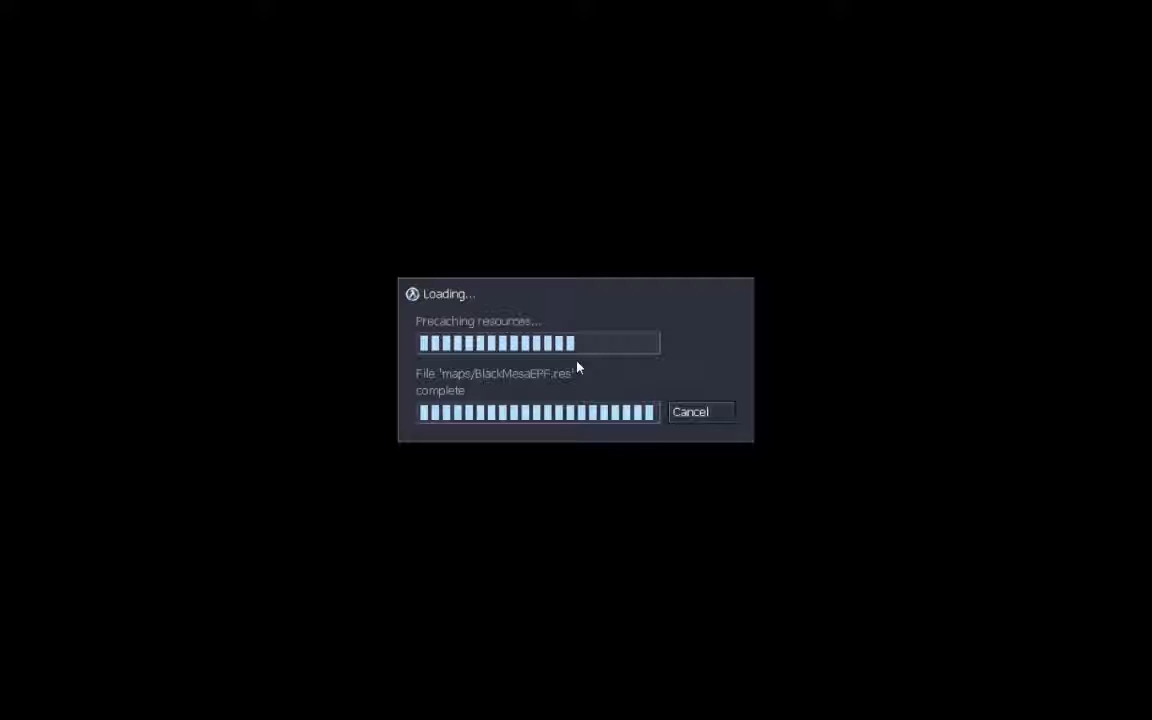 Loading...
Precaching resources...
File 'maps/BlackMesaEPF.res'
complete
Cancel